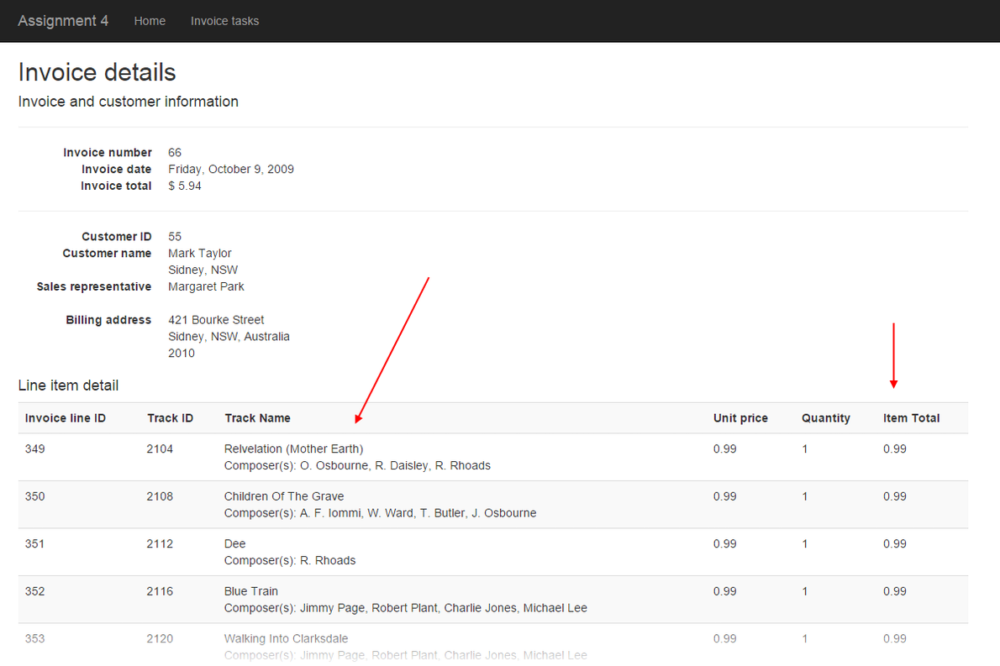 Assignment 4 Home Invoice tasks
Invoice details
Invoice and customer information
Invoice number 66
Invoice date Friday, October 9, 2009
Invoice total $ 5.94
Customer ID 55
Customer name Mark Taylor
Sidney, NSW
Sales representative Margaret Park
Billing address 421 Bourke Street
Sidney, NSW, Australia
2010
Line item detail
Invoice line ID Track ID Track Name Unit price Quantity Item Total
349 2104 Relvelation (Mother Earth) 0.99 1 0.99
Composer(s): O. Osbourne, R. Daisley, R. Rhoads
350 2108 Children Of The Grave 0.99 1 0.99
Composer(s): A. F. Iommi, W. Ward, T. Butler, J. Osbourne
351 2112 Dee 0.99 1 0.99
Composer(s): R. Rhoads
352 2116 Blue Train 0.99 1 0.99
Composer(s): Jimmy Page, Robert Plant, Charlie Jones, Michael Lee
353 2120 Walking Into Clarksdale 0.99 1 0.99
Composer(s): Jimmy Page, Robert Plant, Charlie Jones, Michael Lee